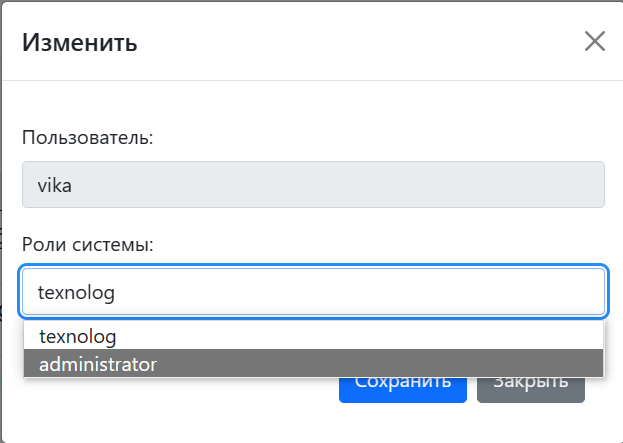 Изменить
Пользователь:
vika
Роли системы:
texnolog
texnolog
administrator
Сохранить Закрыть